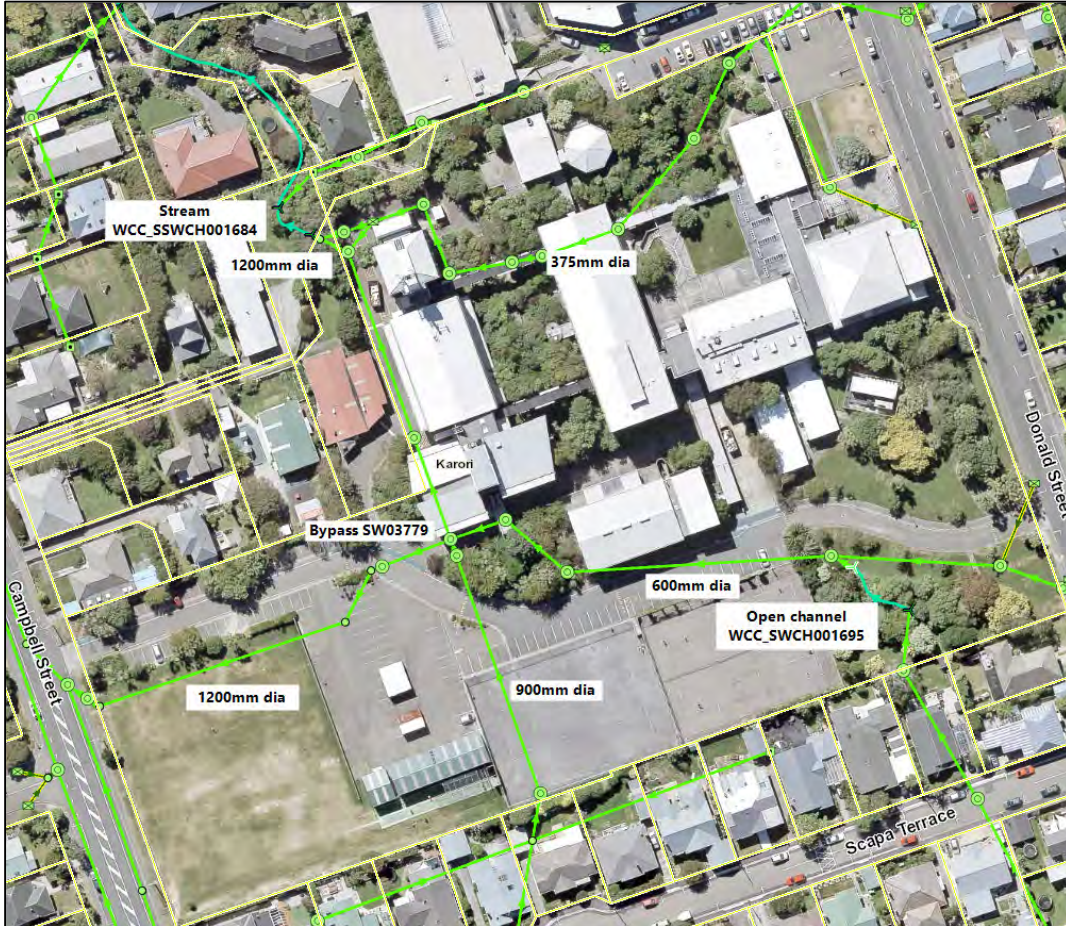 Stream
WCC_SSWCH001684
1200mm dia
375mm dia
Donald Street
Karori
Bypass SW03779
600mm dia
Open channel
WCC_SWCH001695
Campbell Street
1200mm dia
900mm dia
Scapa Terrace